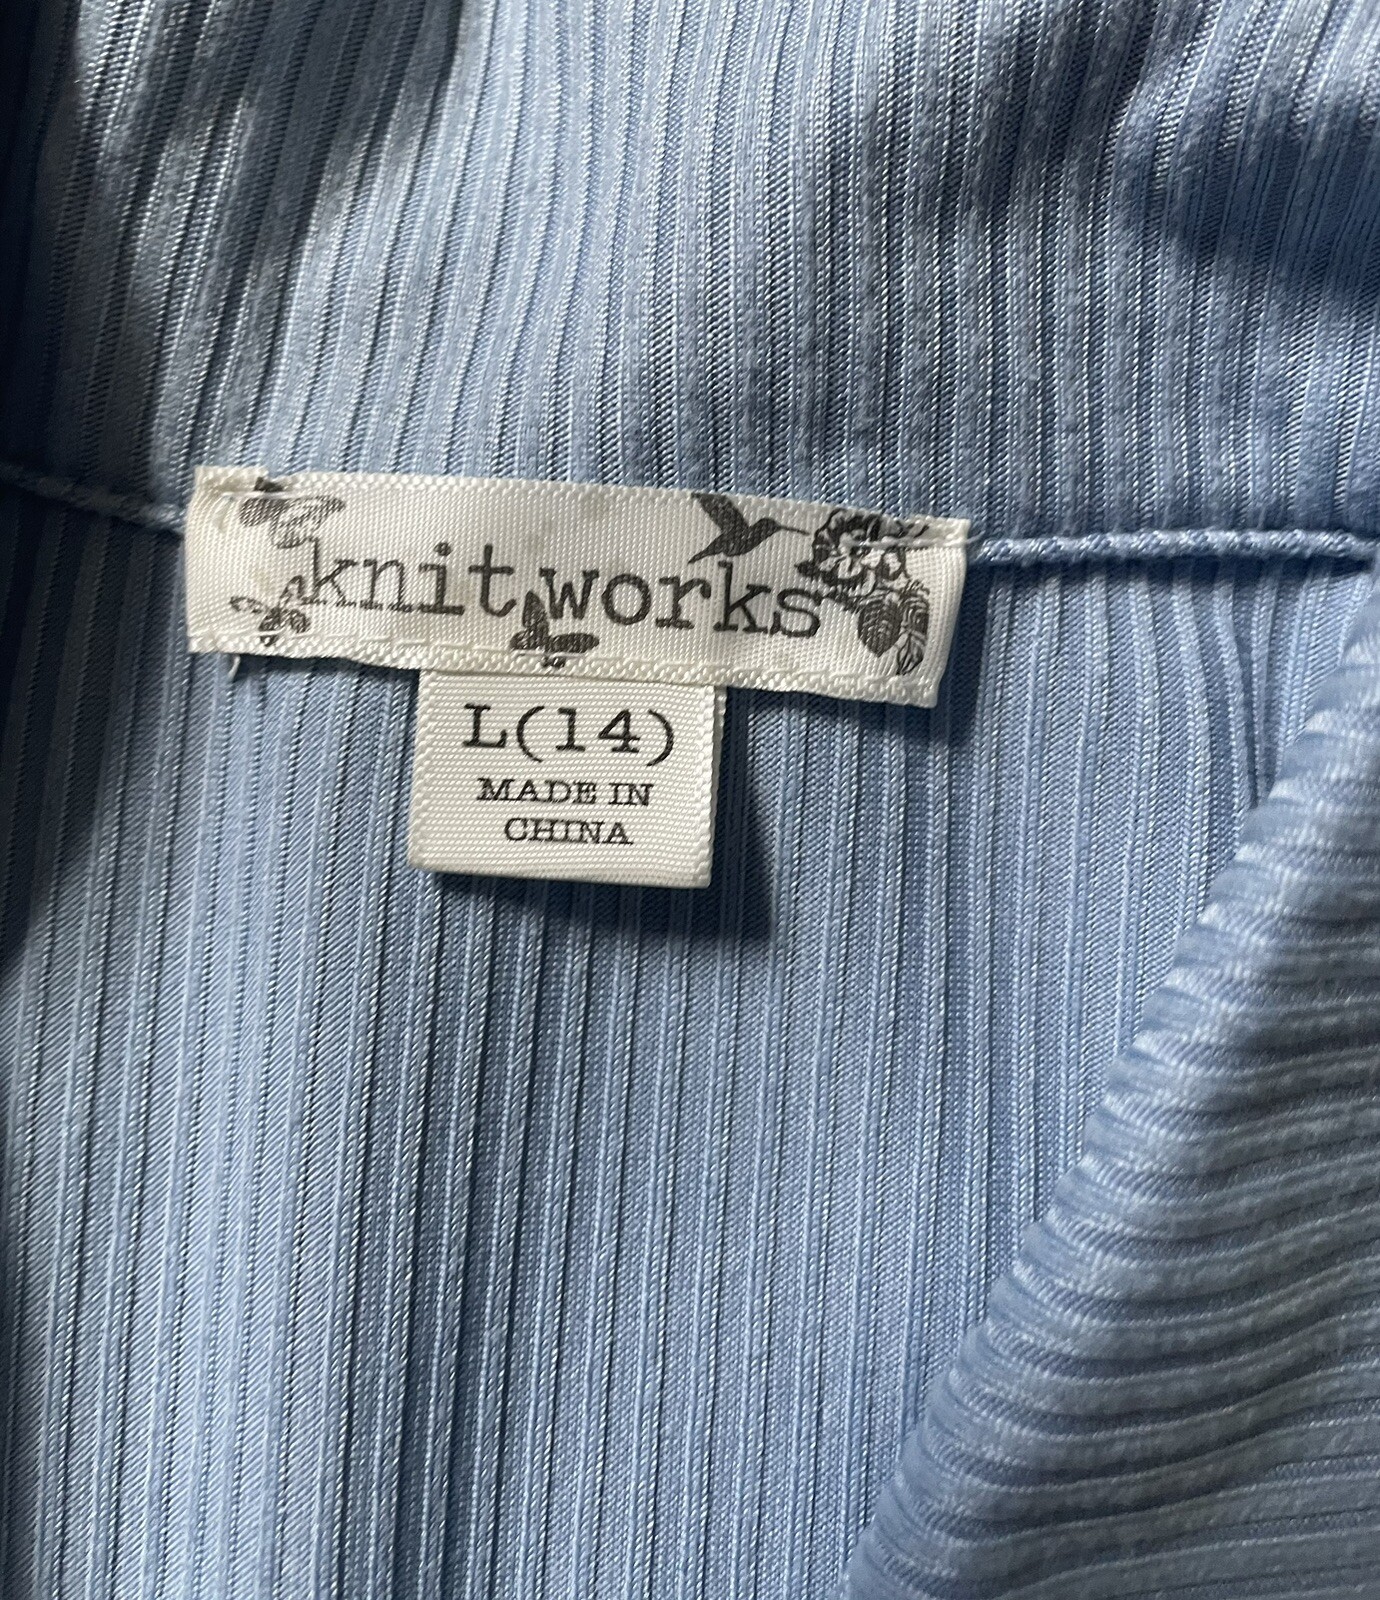 knit works
L(14)
MADE IN
CHINA